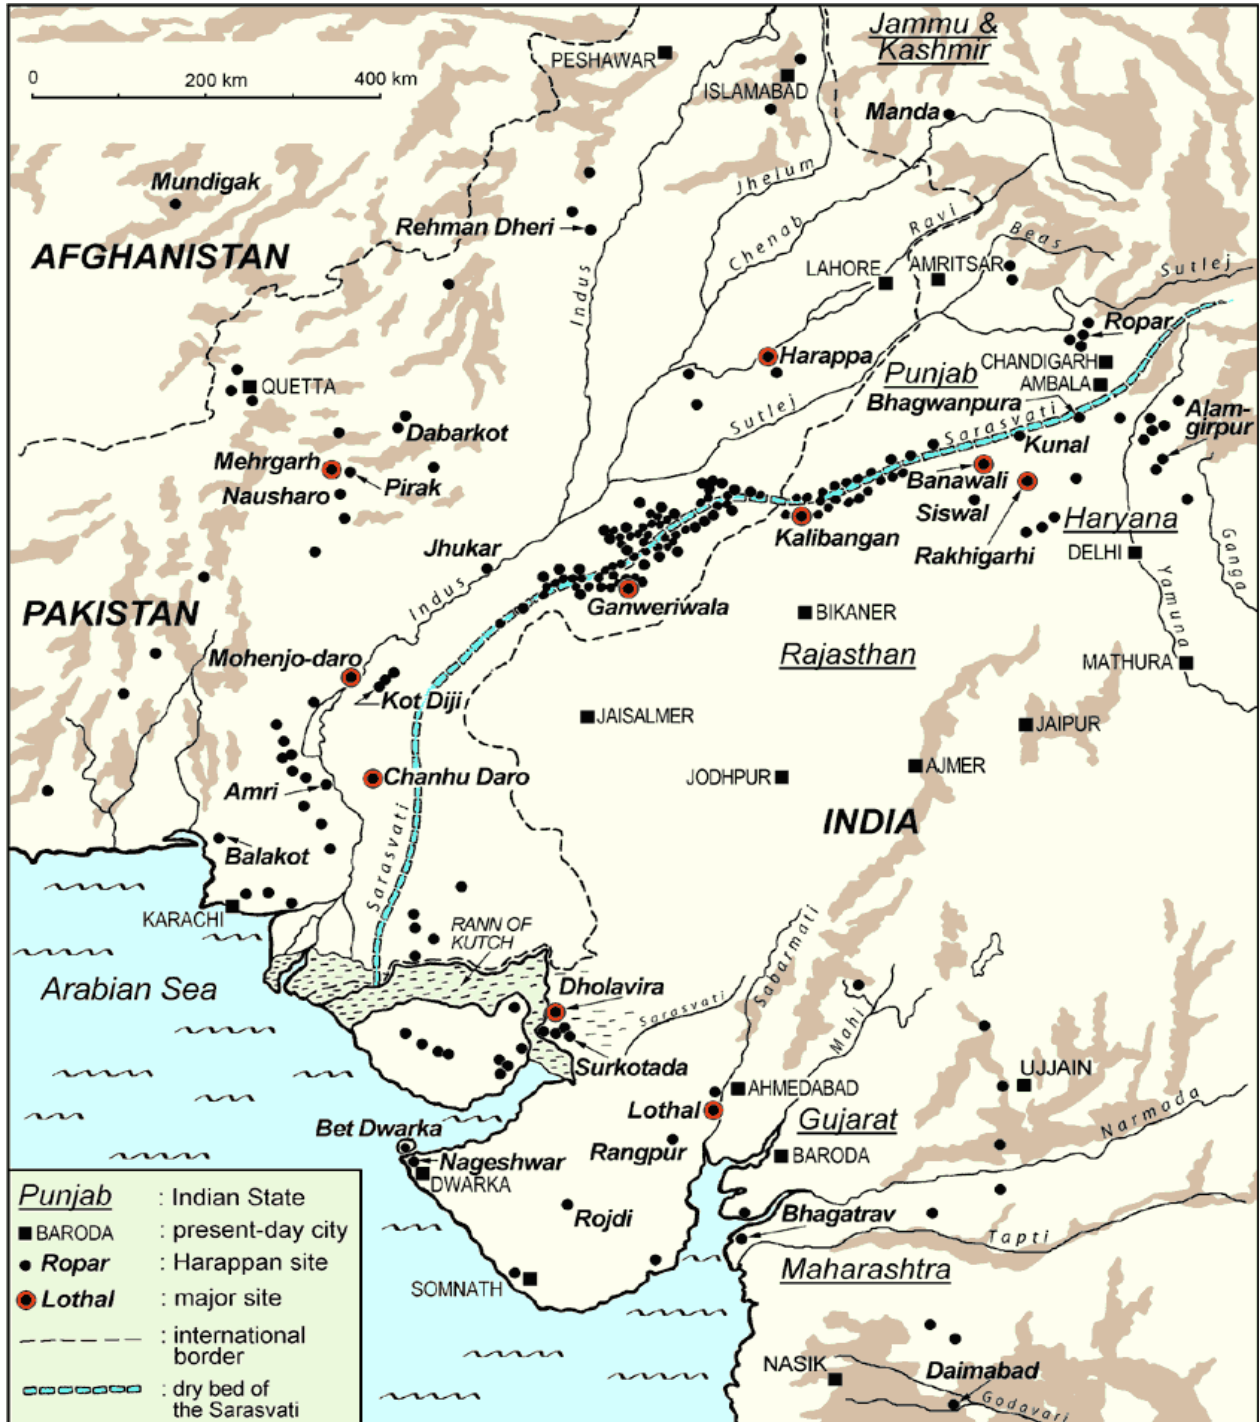 Jammu &
Kashmir
PESHAWAR
ISLAMABAD
0 200 km 400 km
Manda
Jhelum
Mundigak
Rehman Dheri
Chenab
Ravi
Beas
AFGHANISTAN
Indus
LAHORE
AMRITSAR
Sutlej
Ropar
Harappa
CHANDIGARH
Punjab
AMBALA
QUETTA
Bhagwanpura
Sutlej
Sarasvati
Alam-
girpur
Dabarkot
Kunal
Mehrgarh
Pirak
Banawali
Nausharo
Siswal
Haryana
Kalibangan
Rakhigarhi
DELHI
Ganga
Jhukar
Indus
Yamuna
Ganweriwala
PAKISTAN
BIKANER
Mohenjo-daro
Rajasthan
MATHURA
Kot Diji
JAISALMER
JAIPUR
Chanhu Daro
JODHPUR
AJMER
Amri
INDIA
Balakot
Sarasvati
KARACHI
RANN OF
KUTCH
Arabian Sea
Dholavira
Sabarmati
Sarasvati
Mahi
Surkotada
UJJAIN
AHMEDABAD
Lothal
Gujarat
Narmada
Bet Dwarka
Rangpur
Nageshwar
BARODA
DWARKA
Rojdi
Bhagatrav
Tapti
Maharashtra
SOMNATH
NASIK
Daimabad
Godavari
Punjab : Indian State
BARODA : present-day city
Ropar : Harappan site
Lothal : major site
: international
border
: dry bed of
the Sarasvati